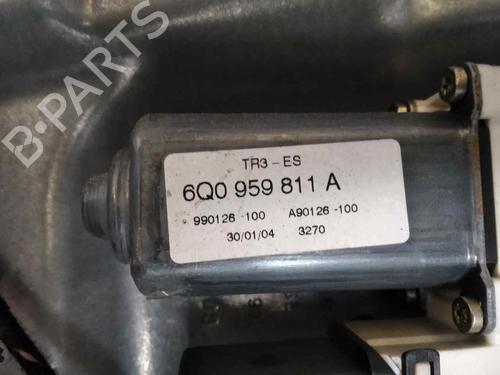 B-PARTS
TR3 - ES
6Q0 959 811 A
990126 -100 A90126 -100
30/01/04 3270